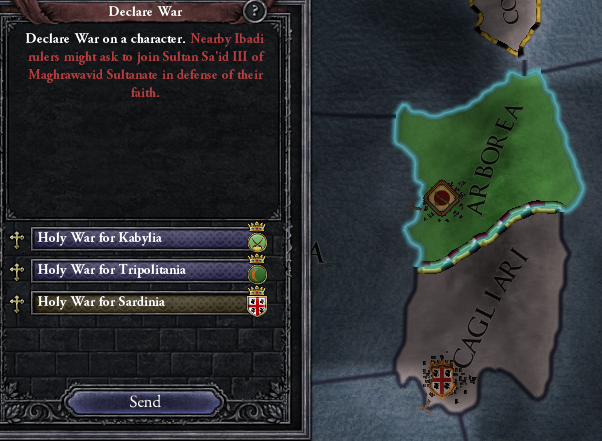 Declare War
?
Declare War on a character. Nearby Ibadi
rulers might ask to join Sultan Sa'id III of
Maghrawavid Sultanate in defense of their
faith.
Holy War for Kabylia
Holy War for Tripolitania
Holy War for Sardinia
Send
CO
ARBOREA
A
CAGLIARI